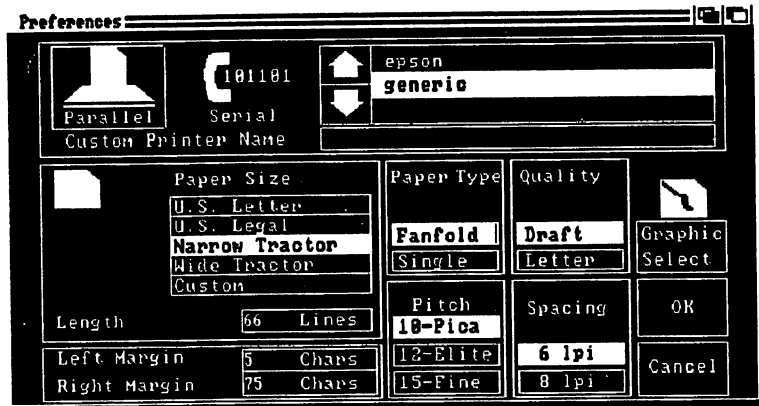 Preferences
epson
generic
101101
Parallel
Serial
Custom Printer Name
Paper Size
U.S. Letter
U.S. Legal
Narrow Tractor
Wide Tractor
Custom
Length
66 Lines
Left Margin
5 Chars
Right Margin
75 Chars
Paper Type
Fanfold
Single
Quality
Draft
Letter
Graphic
Select
Pitch
10-Pica
12-Elite
15-Fine
Spacing
6 lpi
8 lpi
OK
Cancel